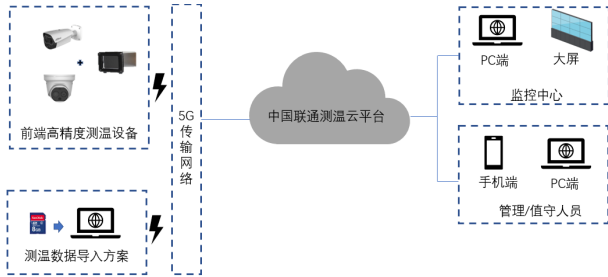 前端高精度测温设备
SanDisk
8GB
测温数据导入方案
5G
传
输
网
络
中国联通测温云平台
PC端
大屏
监控中心
手机端
PC端
管理/值守人员